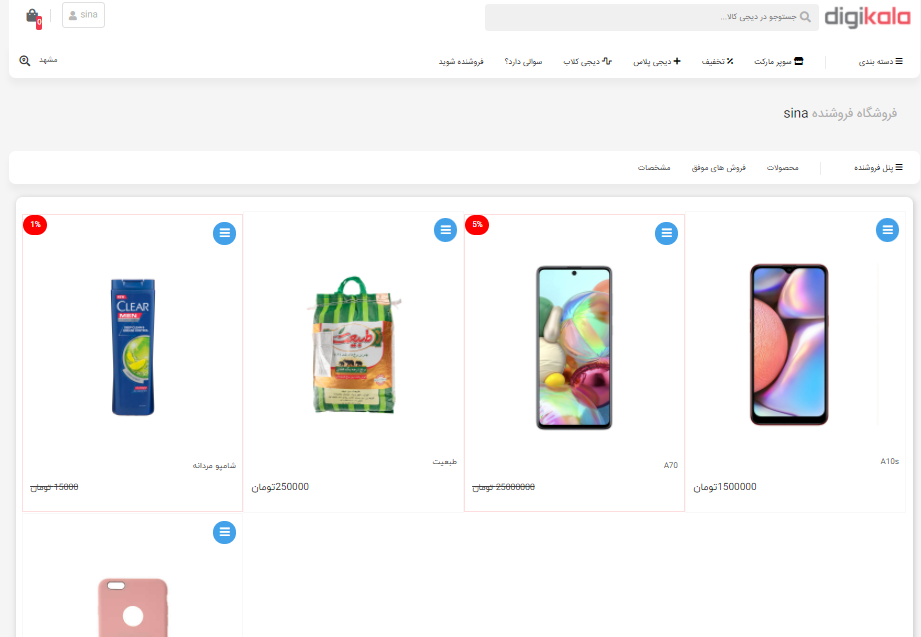 digikala
جستجو در دیجی کالا...
sina
0
دسته بندی
سوپر مارکت
تخفیف
دیجی پلاس
دیجی کلاب
سوالی دارد؟
فروشنده شوید
مشهد
فروشگاه فروشنده sina
پنل فروشنده
محصولات
فروش های موفق
مشخصات
A10s
1500000تومان
5%
A70
25000000 تومان
طبعیت
طبیعت
250000تومان
1%
CLEAR
MEN
شامپو مردانه
15000 تومان